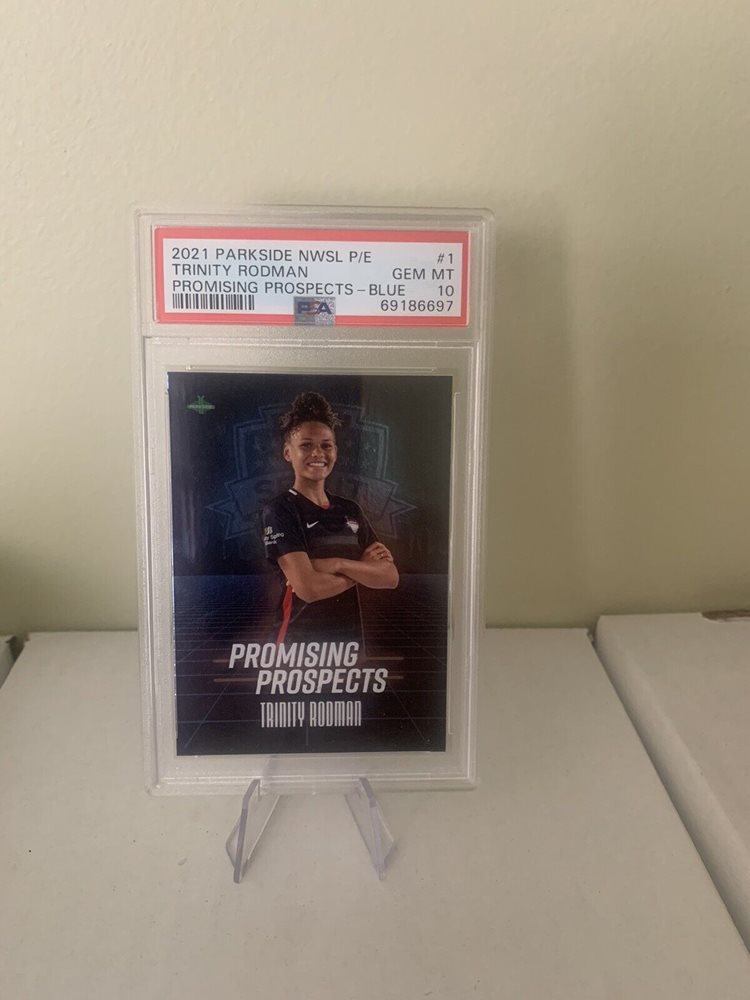 2021 PARKSIDE NWSL P/E #1
TRINITY RODMAN GEM MT
PROMISING PROSPECTS – BLUE 10
PSA 69186697
PROMISING
PROSPECTS
TRINITY RODMAN